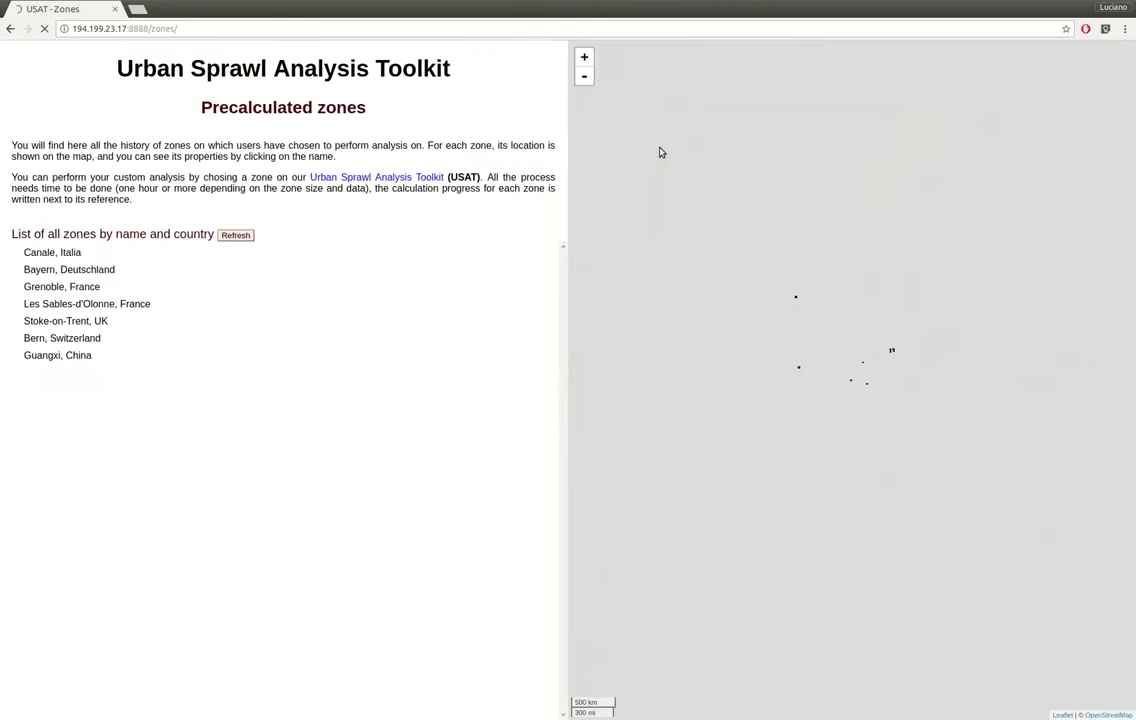 USAT - Zones
Luciano
194.199.23.17:8888/zones/
Urban Sprawl Analysis Toolkit
Precalculated zones
You will find here all the history of zones on which users have chosen to perform analysis on. For each zone, its location is
shown on the map, and you can see its properties by clicking on the name.
You can perform your custom analysis by chosing a zone on our Urban Sprawl Analysis Toolkit (USAT). All the process
needs time to be done (one hour or more depending on the zone size and data), the calculation progress for each zone is
written next to its reference.
List of all zones by name and country Refresh
Canale, Italia
Bayern, Deutschland
Grenoble, France
Les Sables-d'Olonne, France
Stoke-on-Trent, UK
Bern, Switzerland
Guangxi, China
+
-
500 km
300 mi
Leaflet | © OpenStreetMap